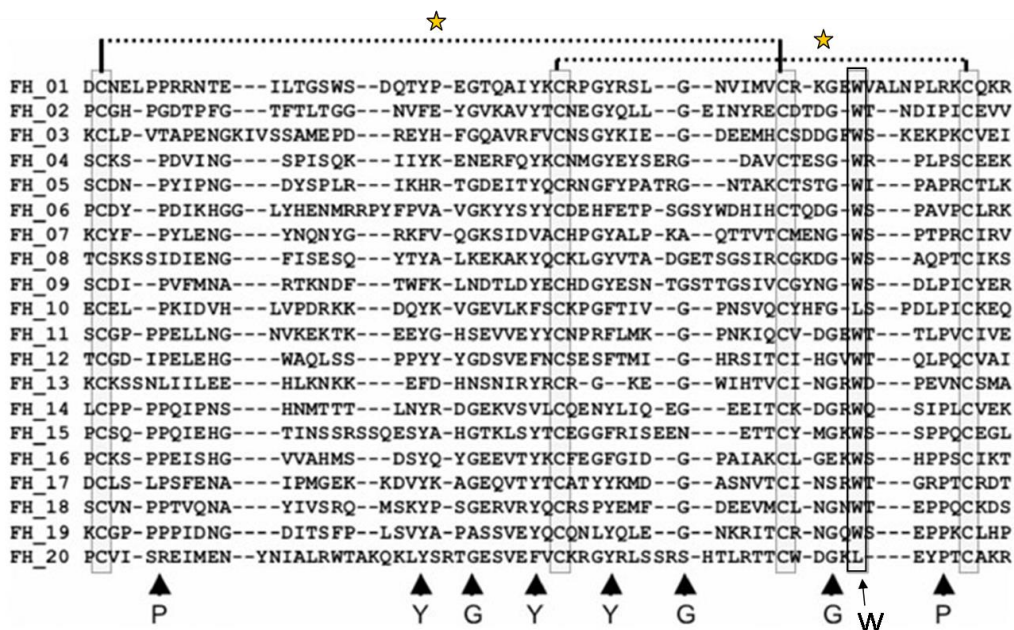 FH_01 DCNELPPRRNTE---ILTGSWS--DQTYP-EGTQAIYKCRPGYRSL--G--NVIMVCR-KGEWVALNPLRKCQKR
FH_02 PCGH-PGDTPFG---TFTLTGG---NVFE-YGVKAVYTCNEGYQLL--G-EINYRECDTDG-WT---NDIPICEVV
FH_03 KCLP-VTAPENGKIVSSAMEPD---REYH-FGQAVRFVCNSGYKIE--G--DEEMHCSDDGFWS---KEKPKCVEI
FH_04 SCKS--PDVING----SPISQK---IIYK-ENERFQYKCNMGYEYSERG----DAVCTESG-WR---PLPSCEEK
FH_05 SCDN--PYIPNG----DYSPLR---IKHR-TGDEITYQCRNGFYPATRG---NTAKCTSTG-WI---PAPRCTLK
FH_06 PCDY--PDIKHGG--LYHENMRRPYFPVA-VGKYYSYYCDEHFETP-SGSYWDHIHCTQDG-WS---PAVPCLRK
FH_07 KCYF--PYLENG----YNQNYG---RKFV-QGKSIDVACHPGYALP-KA--QTTVTCMENG-WS---PTPRCIRV
FH_08 TCSKSSIDIENG----FISESQ---YTYA-LKEKAKYQCKLGYVTA-DGETSGSIRCGKDG-WS---AQPTCIKS
FH_09 SCDI--PVFMNA----RTKNDF---TWFK-LNDTLDYECHDGYESN-TGSTTGSIVCGYNG-WS---DLPICYER
FH_10 ECEL--PKIDVH---LVPDRKK---DQYK-VGEVLKFSCKPGFTIV--G---PNSVQCYHFG-LS--PDLPICKEQ
FH_11 SCGP-PPELLNG---NVKEKTK---EEYG-HSEVVEYYCNPRFLMK--G---PNKIQCV-DGEWT---TLPVCIVE
FH_12 TCGD-IPELEHG----WAQLSS---PPYY-YGDSVEFNCSESFTMI--G---HRSITCI-HGVWT---QLPQCVAI
FH_13 KCKSSNLIILEE----HLKNKK----EFD-HNSNIRYRCR-G--KE--G---WIHTVCI-NGRWD---PEVNCSMA
FH_14 LCPP-PPQIPNS----HNMTTT---LNYR-DGEKVSVLCQENYLIQ-EG----EEITCK-DGRWQ---SIPLCVEK
FH_15 PCSQ-PPQIEHG----TINSSRSSQESYA-HGTKLSYTCEGGFRISEEN----ETTCY-MGKWS---SPPQCEGL
FH_16 PCKS-PPEISHG----VVAHMS---DSYQ-YGEEVTYKCFEGFGID--G---PAIAKCL-GEKWS---HPPSCIKT
FH_17 DCLS-LPSFENA----IPMGEK--KDVYK-AGEQVTYTCATYYKMD--G---ASNVTCI-NSRWT---GRPTCRDT
FH_18 SCVN-PPTVQNA----YIVSRQ--MSKYP-SGERVRYQCRSPYEMF--G---DEEVMCL-NGNWT---EPPQCKDS
FH_19 KCGP-PPPIDNG----DITSFP--LSVYA-PASSVEYQCQNLYQLE--G---NKRITCR-NGQWS---EPPKCLHP
FH_20 PCVI-SREIMEN---YNIALRWTAKQKLYSRTGESVEFVCKRGYRLSSRS-HTLRTTCW-DGKL----EYPTCAKR
P Y G Y Y G G W P